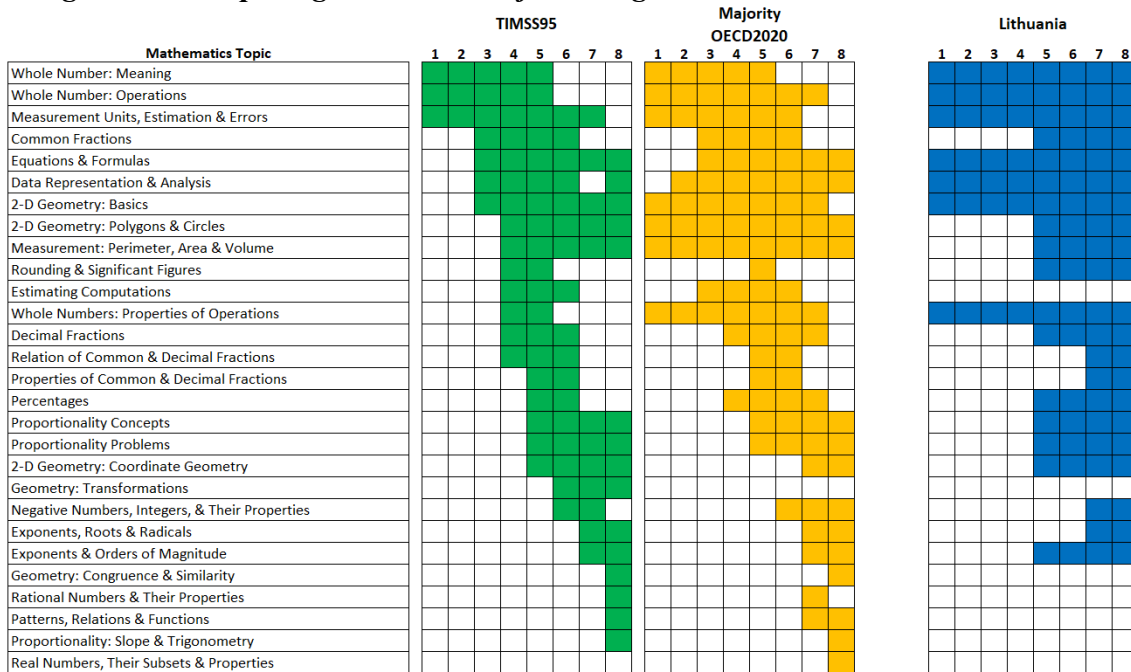 TIMSS95
Majority
OECD2020
Lithuania
Mathematics Topic 1 2 3 4 5 6 7 8 1 2 3 4 5 6 7 8 1 2 3 4 5 6 7 8
Whole Number: Meaning
Whole Number: Operations
Measurement Units, Estimation & Errors
Common Fractions
Equations & Formulas
Data Representation & Analysis
2-D Geometry: Basics
2-D Geometry: Polygons & Circles
Measurement: Perimeter, Area & Volume
Rounding & Significant Figures
Estimating Computations
Whole Numbers: Properties of Operations
Decimal Fractions
Relation of Common & Decimal Fractions
Properties of Common & Decimal Fractions
Percentages
Proportionality Concepts
Proportionality Problems
2-D Geometry: Coordinate Geometry
Geometry: Transformations
Negative Numbers, Integers, & Their Properties
Exponents, Roots & Radicals
Exponents & Orders of Magnitude
Geometry: Congruence & Similarity
Rational Numbers & Their Properties
Patterns, Relations & Functions
Proportionality: Slope & Trigonometry
Real Numbers, Their Subsets & Properties